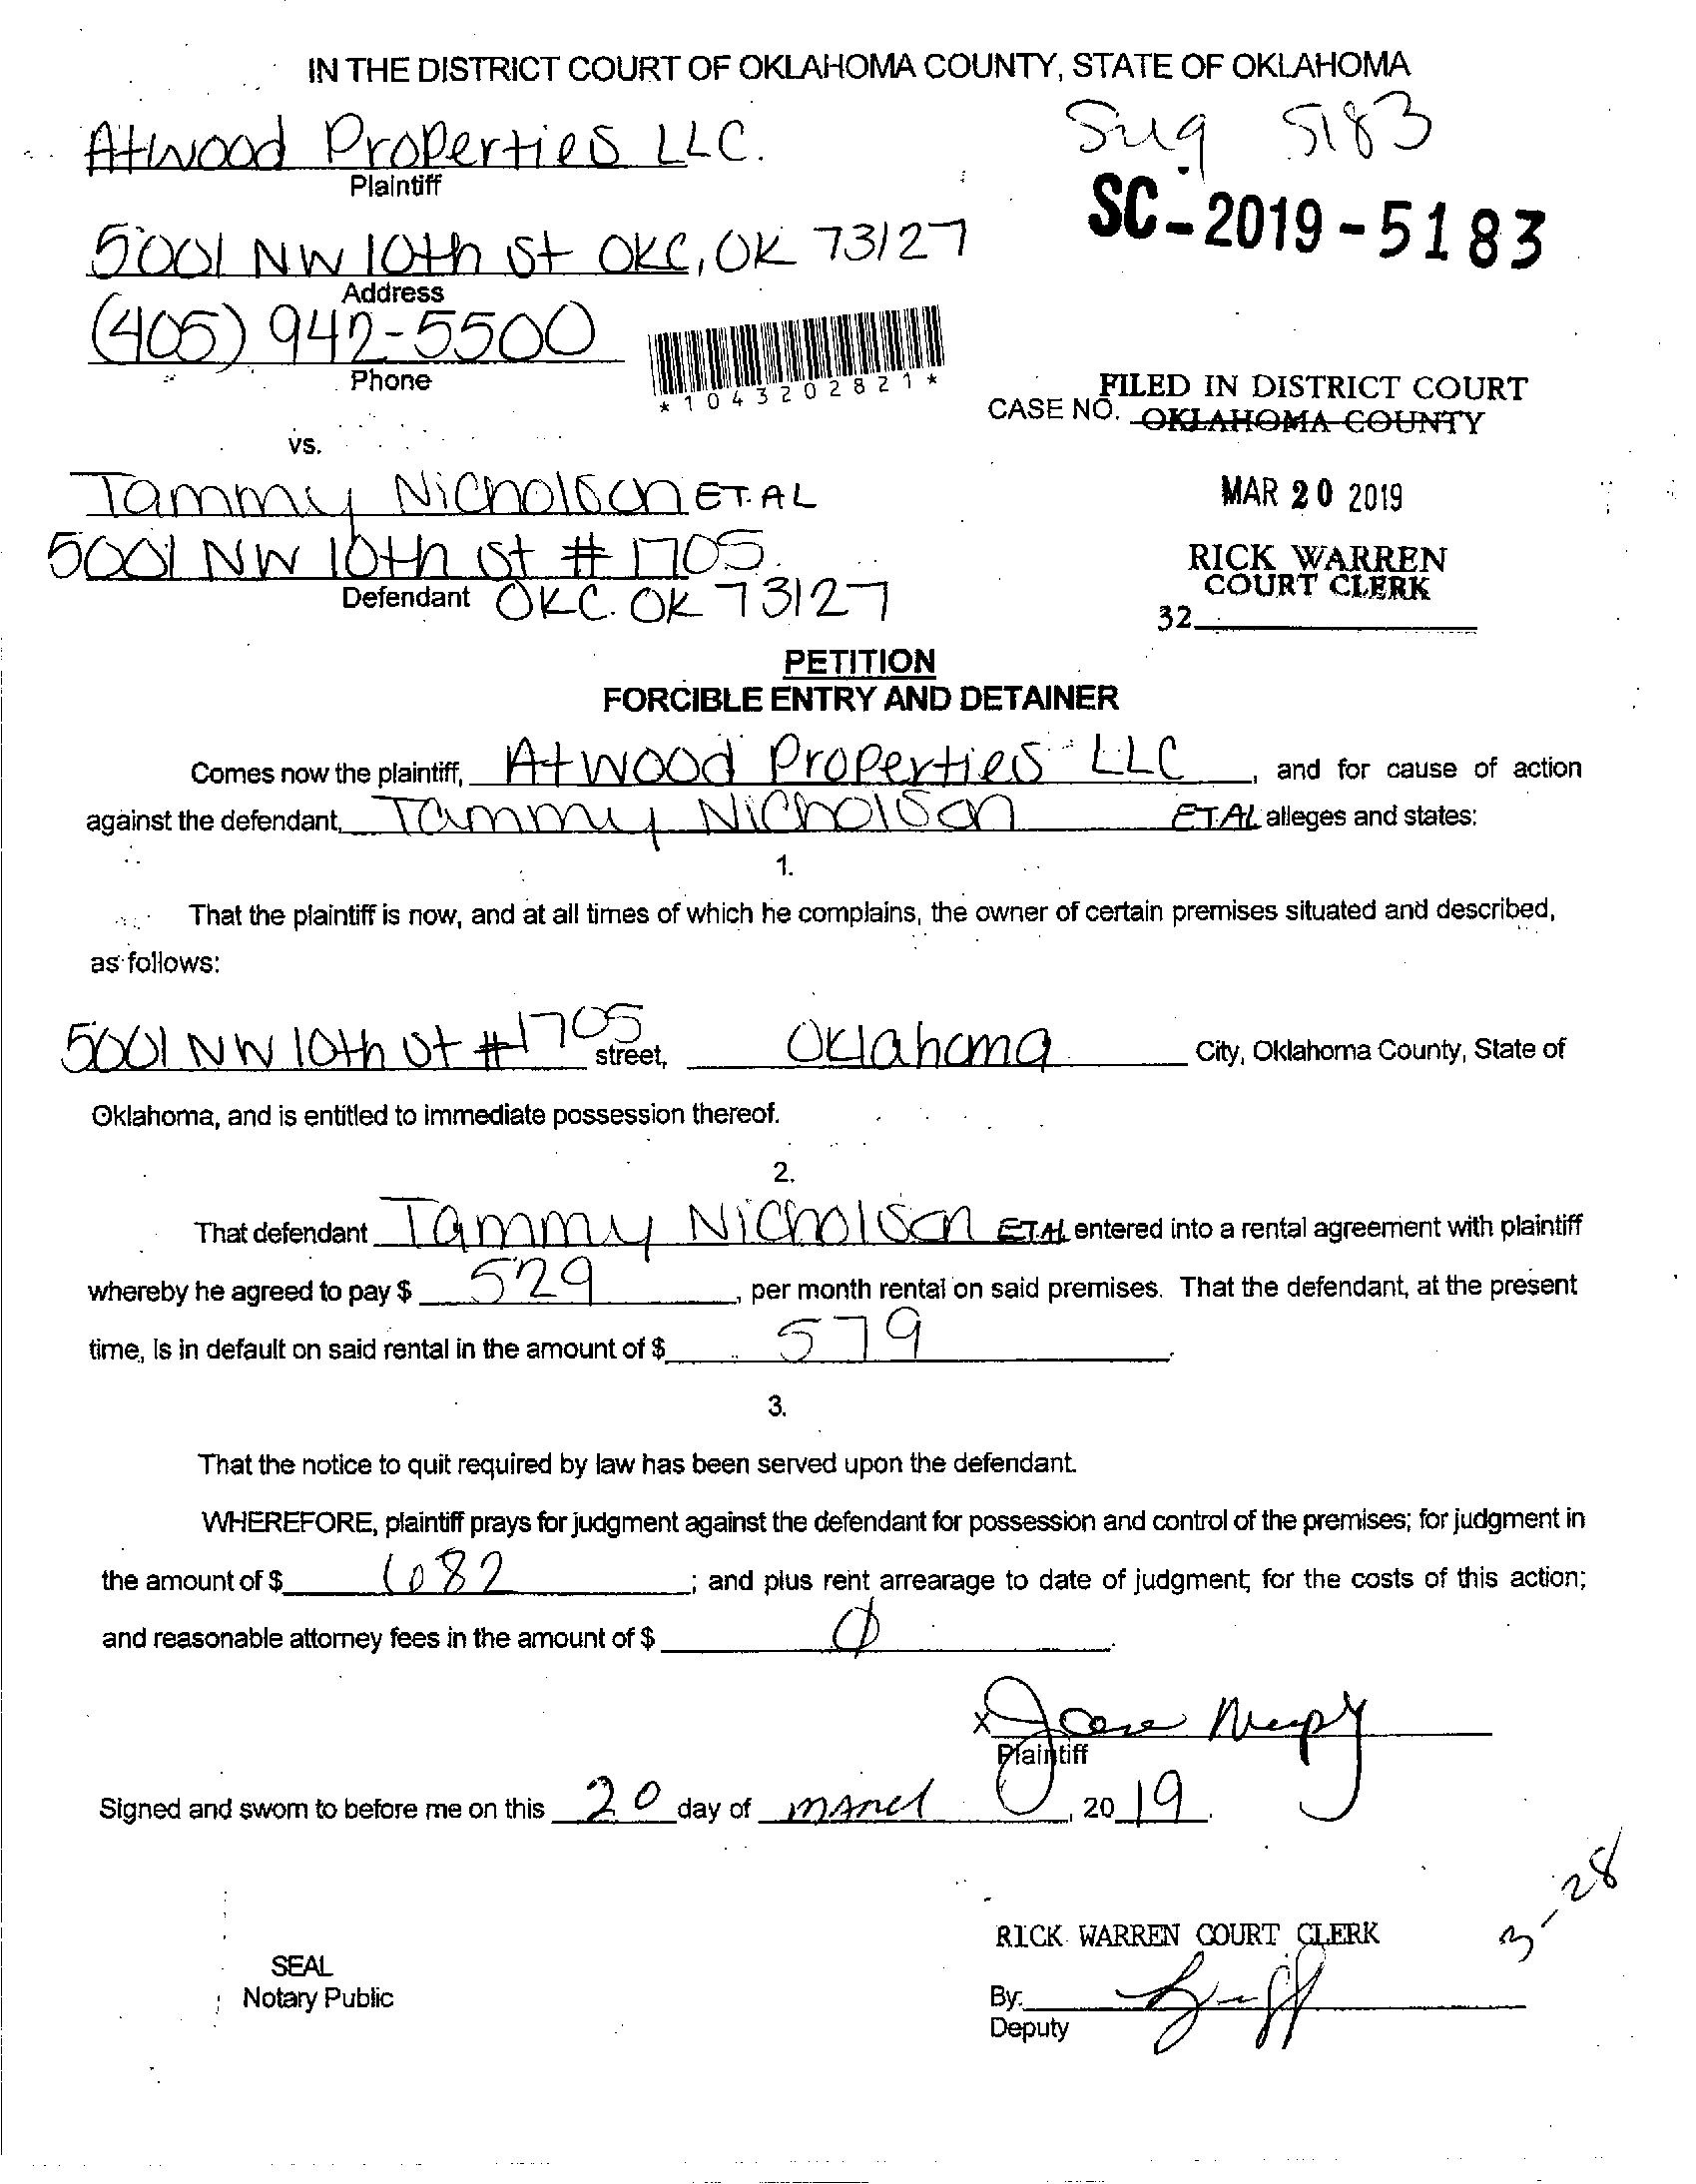 IN THE DISTRICT COURT OF OKLAHOMA COUNTY, STATE OF OKLAHOMA
Atwood Properties LLC.
Plaintiff
5183
SC-2019-5183
5001 NW 10th St OKC, OK 73127
Address
(405) 942-5500
Phone
*1043202821*
FILED IN DISTRICT COURT
CASE NO. OKLAHOMA COUNTY
vs.
Tammy Nicholson ET. AL
MAR 20 2019
5001 NW 10th St # 1705
Defendant OKC. OK 73127
RICK WARREN
COURT CLERK
32
PETITION
FORCIBLE ENTRY AND DETAINER
Comes now the plaintiff, Atwood Properties LLC, and for cause of action
against the defendant, Tammy Nicholson ET.AL alleges and states:
1.
That the plaintiff is now, and at all times of which he complains, the owner of certain premises situated and described,
as follows:
5001 NW 10th St #1705 street, Oklahoma City, Oklahoma County, State of
Oklahoma, and is entitled to immediate possession thereof.
2.
That defendant Tammy Nicholson ET.AL entered into a rental agreement with plaintiff
whereby he agreed to pay $ 529, per month rental on said premises. That the defendant, at the present
time, is in default on said rental in the amount of $ 579.
3.
That the notice to quit required by law has been served upon the defendant.
WHEREFORE, plaintiff prays for judgment against the defendant for possession and control of the premises; for judgment in
the amount of $ 682; and plus rent arrearage to date of judgment, for the costs of this action;
and reasonable attorney fees in the amount of $ 0.
x
Plaintiff
Signed and sworn to before me on this 20 day of March, 2019.
3-28
RICK WARREN COURT CLERK
SEAL
Notary Public
By:
Deputy